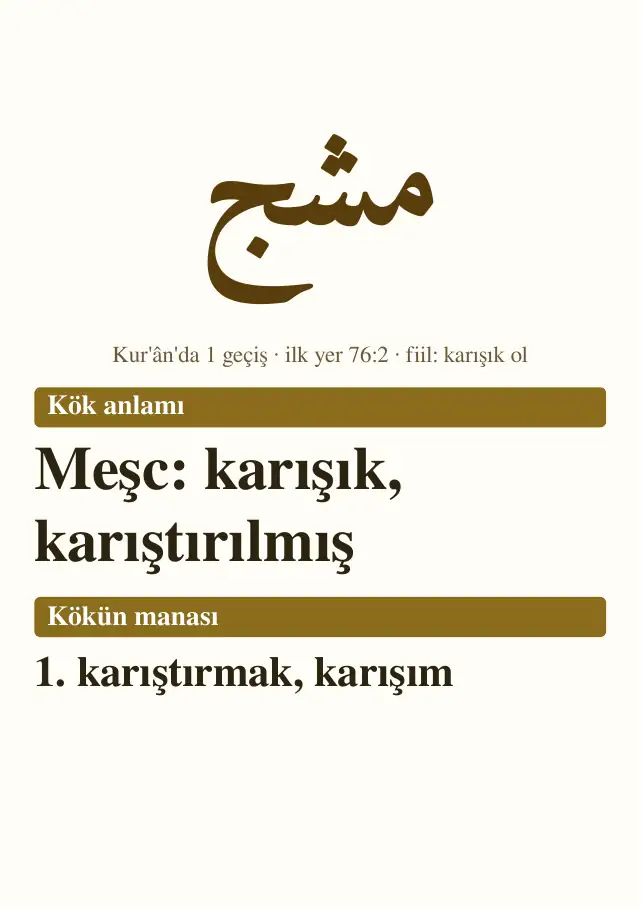 مشج
Kur'ân'da 1 geçiş · ilk yer 76:2 · fiil: karışık ol
Kök anlamı
Meşc: karışık,
karıştırılmış
Kökün manası
1. karıştırmak, karışım